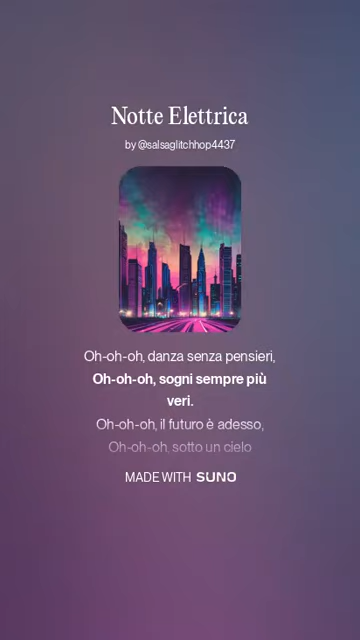 Notte Elettrica
by @salsaglitchhop4437
Oh-oh-oh, danza senza pensieri,
Oh-oh-oh, sogni sempre più
veri.
Oh-oh-oh, il futuro è adesso,
Oh-oh-oh, sotto un cielo
MADE WITH SUNO